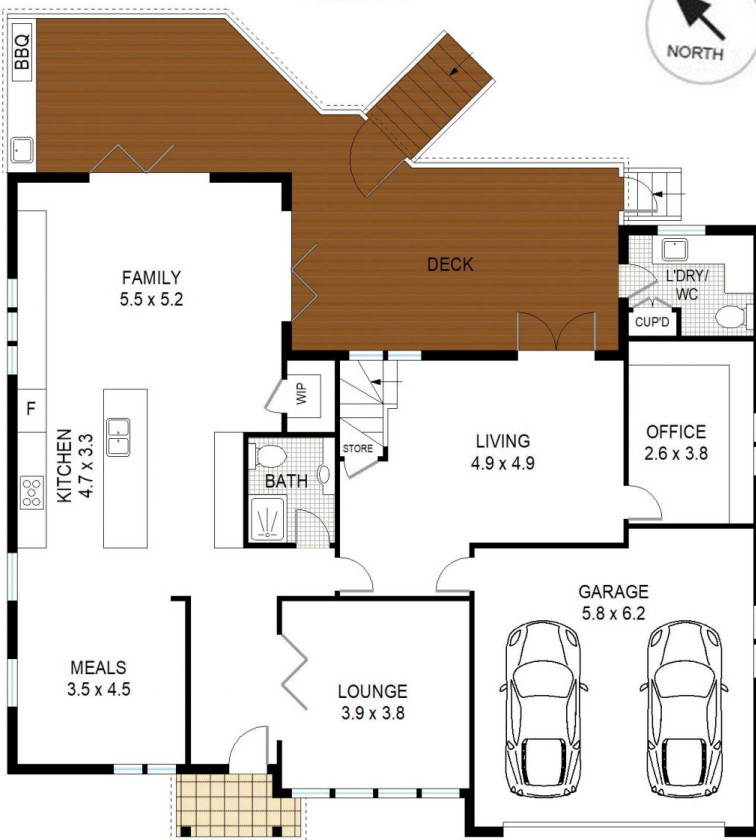 BBQ
NORTH
FAMILY
5.5 x 5.2
DECK
L'DRY/
WC
CUP'D
F
WIP
KITCHEN
4.7 x 3.3
STORE
LIVING
4.9 x 4.9
OFFICE
2.6 x 3.8
BATH
GARAGE
5.8 x 6.2
MEALS
3.5 x 4.5
LOUNGE
3.9 x 3.8